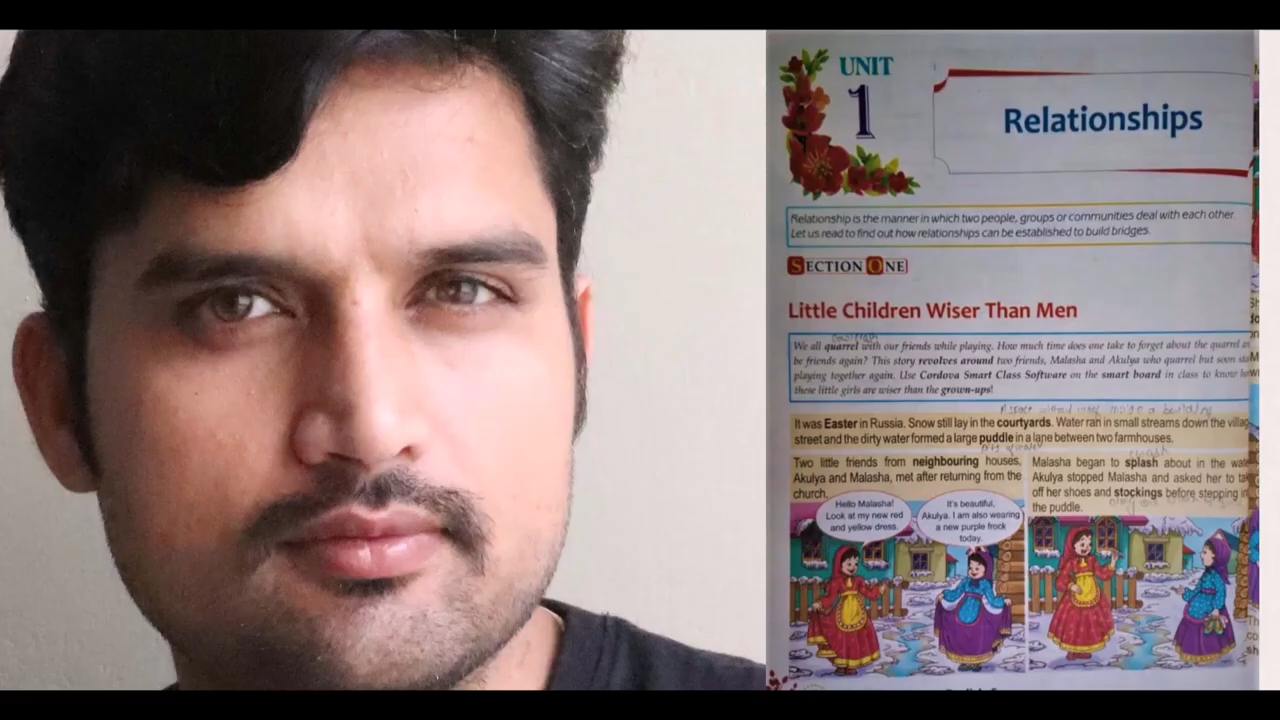 UNIT
1
Relationships
Relationship is the manner in which two people, groups or communities deal with each other.
Let us read to find out how relationships can be established to build bridges.
SECTION ONE
Little Children Wiser Than Men
We all quarrel with our friends while playing. How much time does one take to forget about the quarrel
be friends again? This story revolves around two friends, Malasha and Akulya who quarrel but soon
playing together again. Use Cordova Smart Class Software on the smart board in class to know
these little girls are wiser than the grown-ups!
It was Easter in Russia. Snow still lay in the courtyards. Water ran in small streams down the villag
street and the dirty water formed a large puddle in a lane between two farmhouses.
Two little friends from neighbouring houses,
Akulya and Malasha, met after returning from the
church.
Hello Malasha!
Look at my new red
and yellow dress.
It's beautiful,
Akulya. I am also wearing
a new purple frock
today.
Malasha began to splash about in the wate
Akulya stopped Malasha and asked her to ta
off her shoes and stockings before stepping in
the puddle.